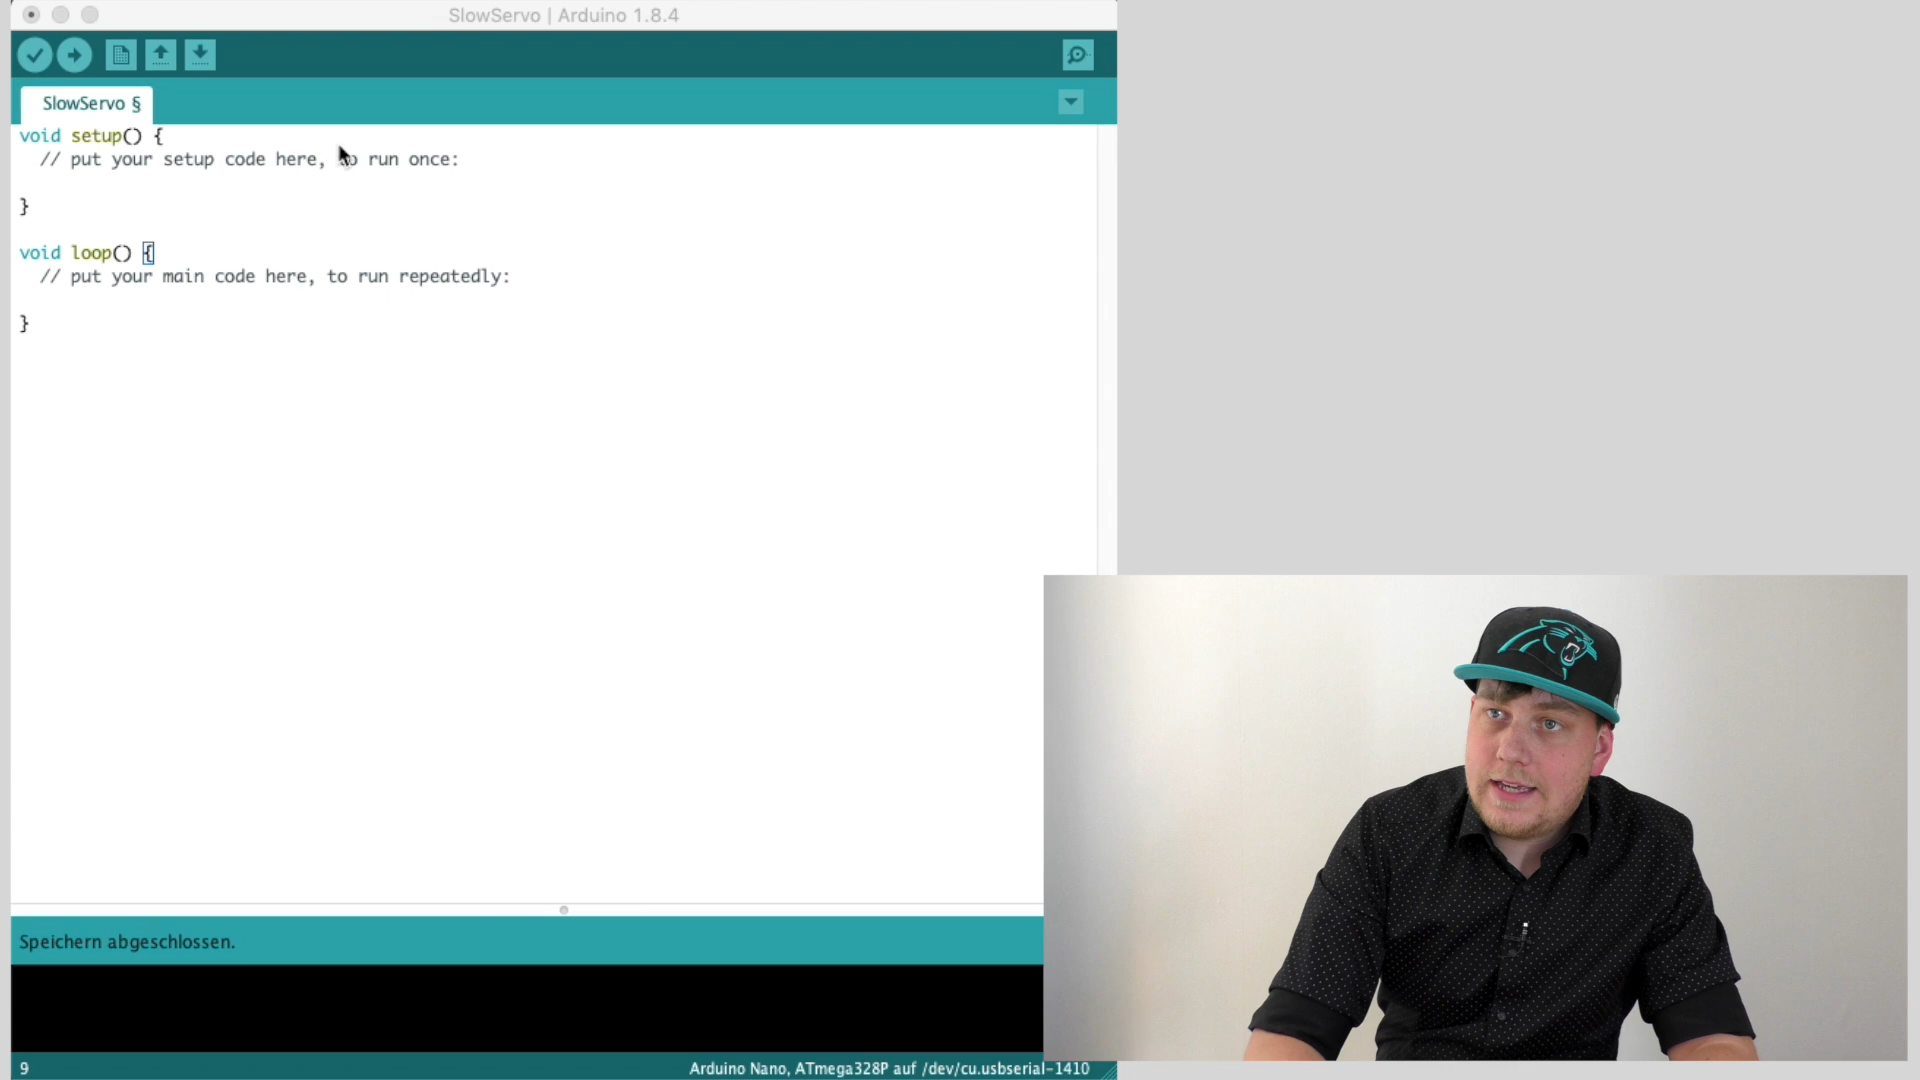 SlowServo | Arduino 1.8.4
SlowServo §
void setup() {
// put your setup code here, to run once:
}
void loop() {
// put your main code here, to run repeatedly:
}
Speichern abgeschlossen.
9
Arduino Nano, ATmega328P auf /dev/cu.usbserial-1410